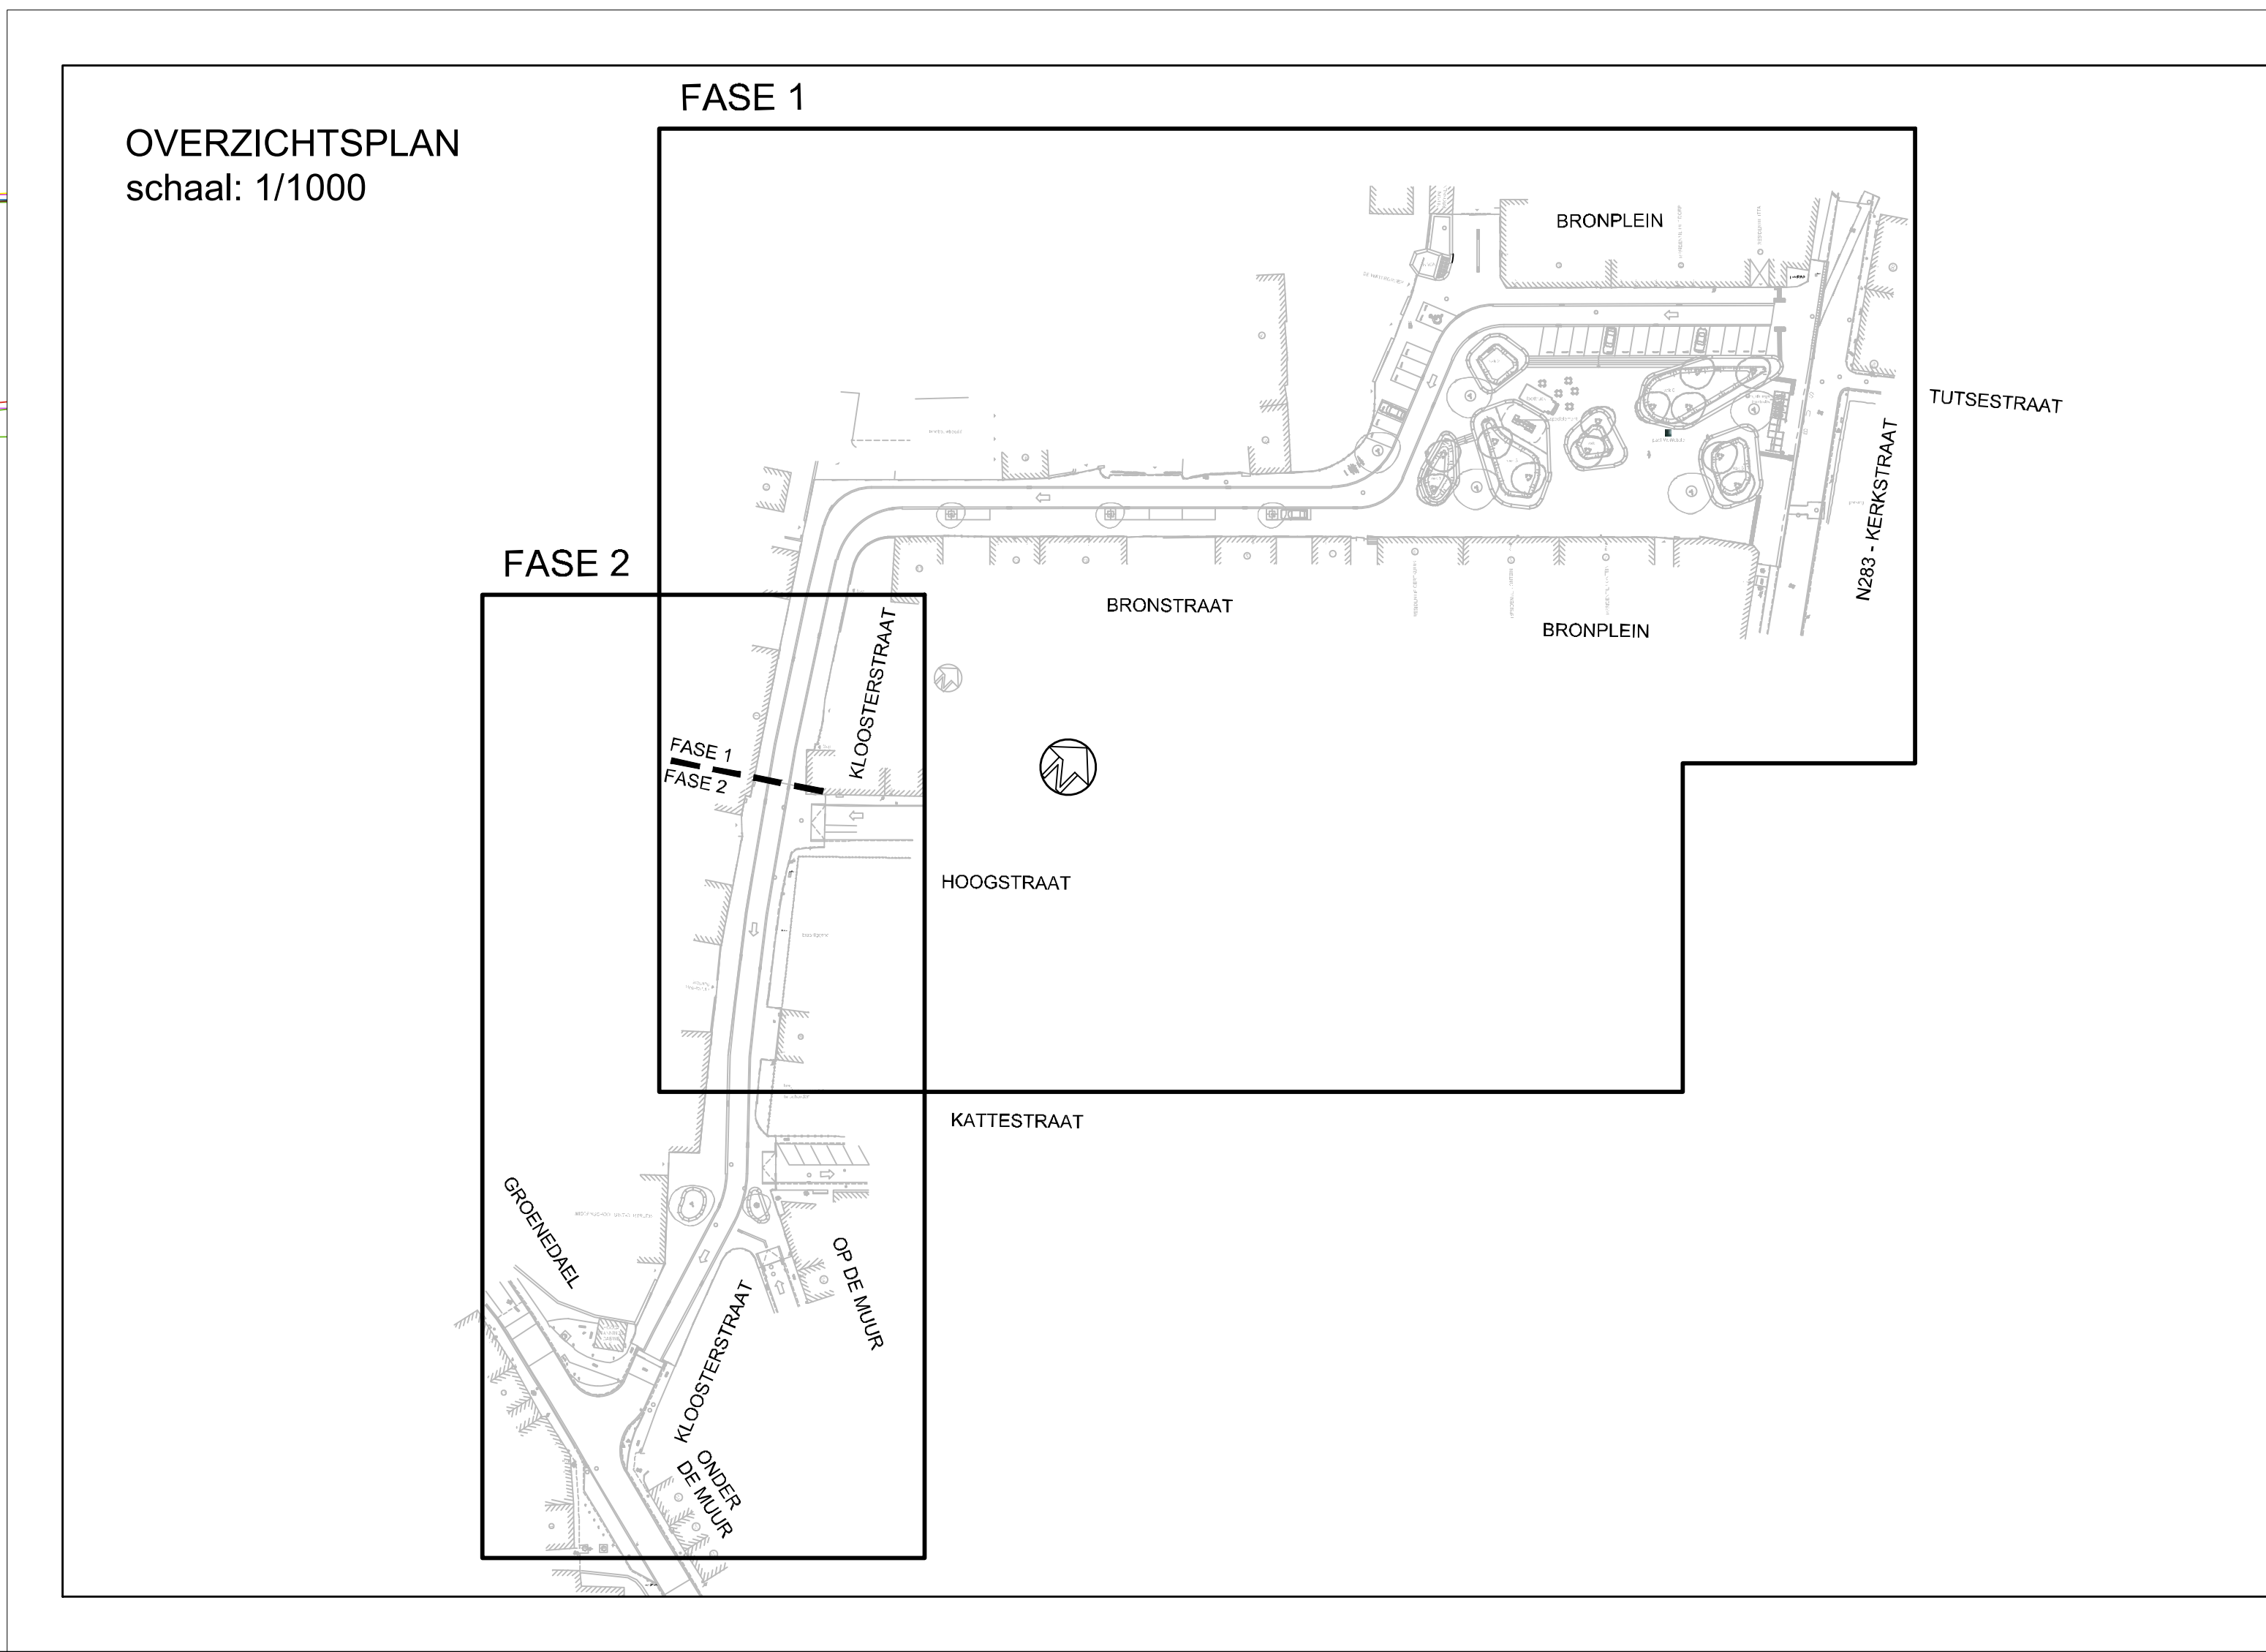 FASE 1
OVERZICHTSPLAN
schaal: 1/1000
BRONPLEIN
TUTSESTRAAT
N283 - KERKSTRAAT
FASE 2
BRONSTRAAT
BRONPLEIN
KLOOSTERSTRAAT
FASE 1
FASE 2
HOOGSTRAAT
KATTESTRAAT
GROENEDAEL
OP DE MUUR
KLOOSTERSTRAAT
ONDER
DE MUUR